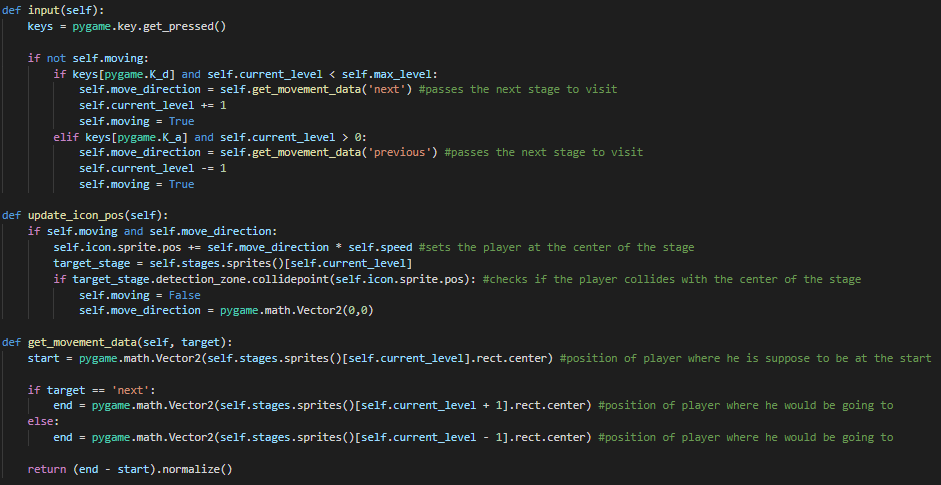 def input(self):
    keys = pygame.key.get_pressed()

    if not self.moving:
        if keys[pygame.K_d] and self.current_level < self.max_level:
            self.move_direction = self.get_movement_data('next') #passes the next stage to visit
            self.current_level += 1
            self.moving = True
        elif keys[pygame.K_a] and self.current_level > 0:
            self.move_direction = self.get_movement_data('previous') #passes the next stage to visit
            self.current_level -= 1
            self.moving = True

def update_icon_pos(self):
    if self.moving and self.move_direction:
        self.icon.sprite.pos += self.move_direction * self.speed #sets the player at the center of the stage
        target_stage = self.stages.sprites()[self.current_level]
        if target_stage.detection_zone.collidepoint(self.icon.sprite.pos): #checks if the player collides with the center of the stage
            self.moving = False
            self.move_direction = pygame.math.Vector2(0,0)

def get_movement_data(self, target):
    start = pygame.math.Vector2(self.stages.sprites()[self.current_level].rect.center) #position of player where he is suppose to be at the start

    if target == 'next':
        end = pygame.math.Vector2(self.stages.sprites()[self.current_level + 1].rect.center) #position of player where he would be going to
    else:
        end = pygame.math.Vector2(self.stages.sprites()[self.current_level - 1].rect.center) #position of player where he would be going to

    return (end - start).normalize()